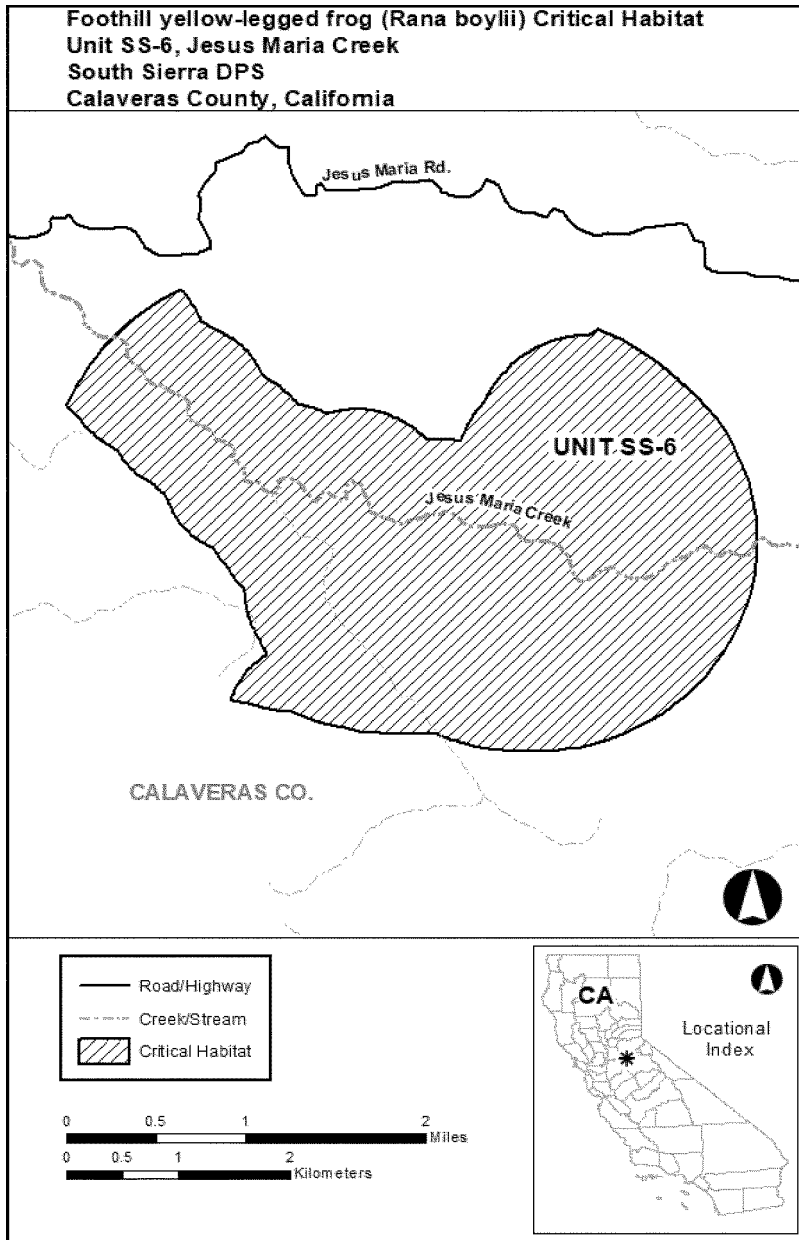 Foothill yellow-legged frog (Rana boylii) Critical Habitat
Unit SS-6, Jesus Maria Creek
South Sierra DPS
Calaveras County, California
Jesus Maria Rd.
UNIT SS-6
Jesus Maria Creek
CALAVERAS CO.
Road/Highway
Creek/Stream
Critical Habitat
0 0.5 1 2
Miles
0 0.5 1 2
Kilometers
CA
Locational
Index